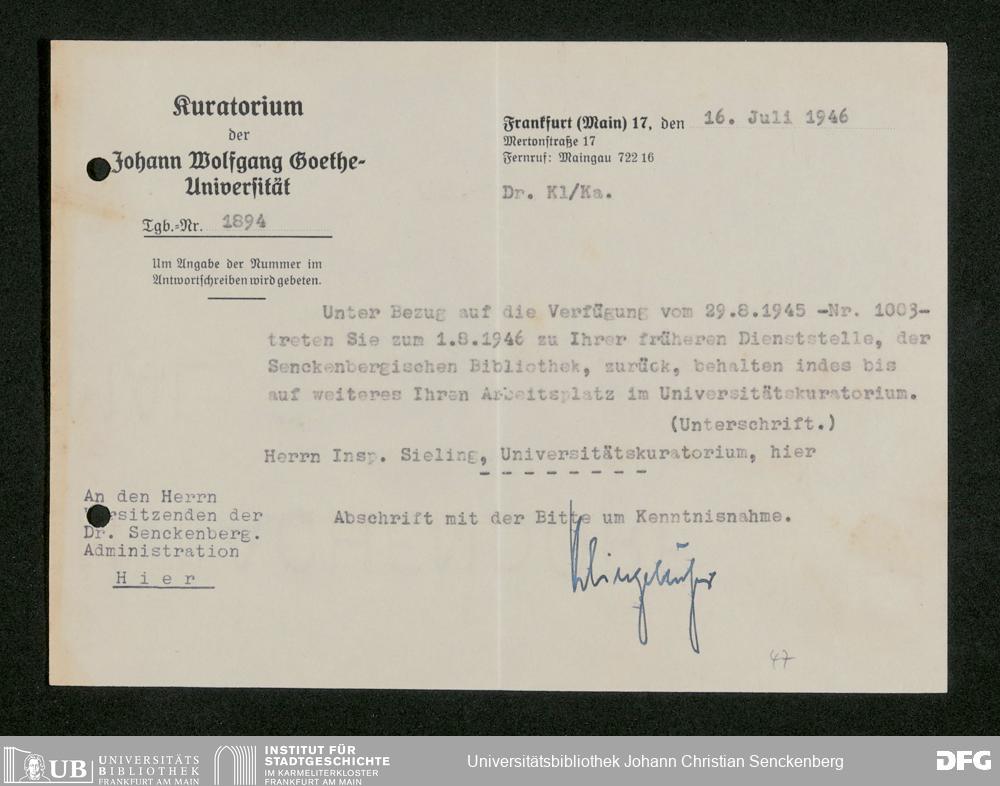 Kuratorium
der
Johann Wolfgang Goethe-
Universität
Tgb.-Nr. 1894
Um Angabe der Nummer im
Antwortschreiben wird gebeten.
Frankfurt (Main) 17, den 16. Juli 1946
Mertonstraße 17
Fernruf: Maingau 722 16
Dr. Kl/Ka.
Unter Bezug auf die Verfügung vom 29.8.1945 -Nr. 1003-
treten Sie zum 1.8.1946 zu Ihrer früheren Dienststelle, der
Senckenbergischen Bibliothek, zurück, behalten indes bis
auf weiteres Ihren Arbeitsplatz im Universitätskuratorium.
(Unterschrift.)
Herrn Insp. Sieling, Universitätskuratorium, hier
- - - - - - - -
An den Herrn
Vorsitzenden der
Dr. Senckenberg.
Administration
Hier
Abschrift mit der Bitte um Kenntnisnahme.
47
UB UNIVERSITÄTS
BIBLIOTHEK
FRANKFURT AM MAIN
INSTITUT FÜR
STADTGESCHICHTE
IM KARMELITERKLOSTER
FRANKFURT AM MAIN
Universitätsbibliothek Johann Christian Senckenberg
DFG